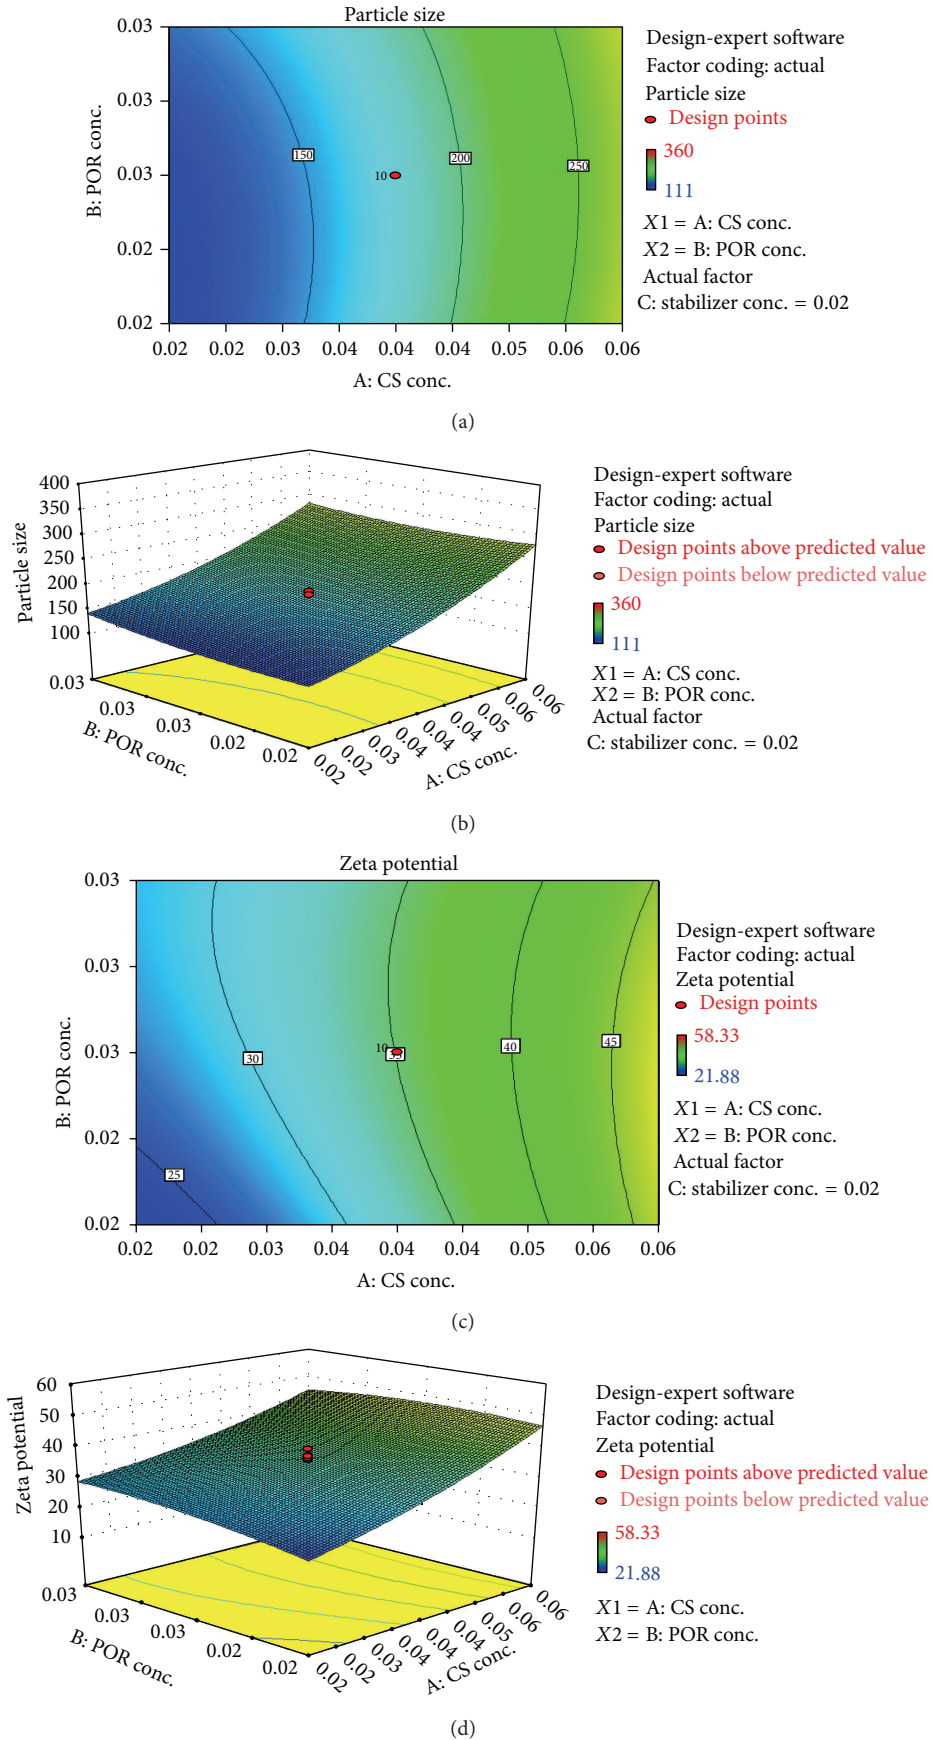 Particle size
0.03
0.03
0.03
0.02
0.02
B: POR conc.
150
10
200
250
0.02 0.02 0.03 0.04 0.04 0.04 0.05 0.06 0.06
A: CS conc.
Design-expert software
Factor coding: actual
Particle size
Design points
360
111
X1 = A: CS conc.
X2 = B: POR conc.
Actual factor
C: stabilizer conc. = 0.02
(a)
400
350
300
250
200
150
100
Particle size
0.03
0.03
0.03
0.02
0.02
B: POR conc.
0.02
0.02
0.03
0.04
0.04
0.04
0.05
0.06
0.06
A: CS conc.
Design-expert software
Factor coding: actual
Particle size
Design points above predicted value
Design points below predicted value
360
111
X1 = A: CS conc.
X2 = B: POR conc.
Actual factor
C: stabilizer conc. = 0.02
(b)
Zeta potential
0.03
0.03
0.03
0.02
0.02
B: POR conc.
25
30
10
35
40
45
0.02 0.02 0.03 0.04 0.04 0.04 0.05 0.06 0.06
A: CS conc.
Design-expert software
Factor coding: actual
Zeta potential
Design points
58.33
21.88
X1 = A: CS conc.
X2 = B: POR conc.
Actual factor
C: stabilizer conc. = 0.02
(c)
60
50
40
30
20
10
Zeta potential
0.03
0.03
0.03
0.02
0.02
B: POR conc.
0.02
0.02
0.03
0.04
0.04
0.04
0.05
0.06
0.06
A: CS conc.
Design-expert software
Factor coding: actual
Zeta potential
Design points above predicted value
Design points below predicted value
58.33
21.88
X1 = A: CS conc.
X2 = B: POR conc.
(d)